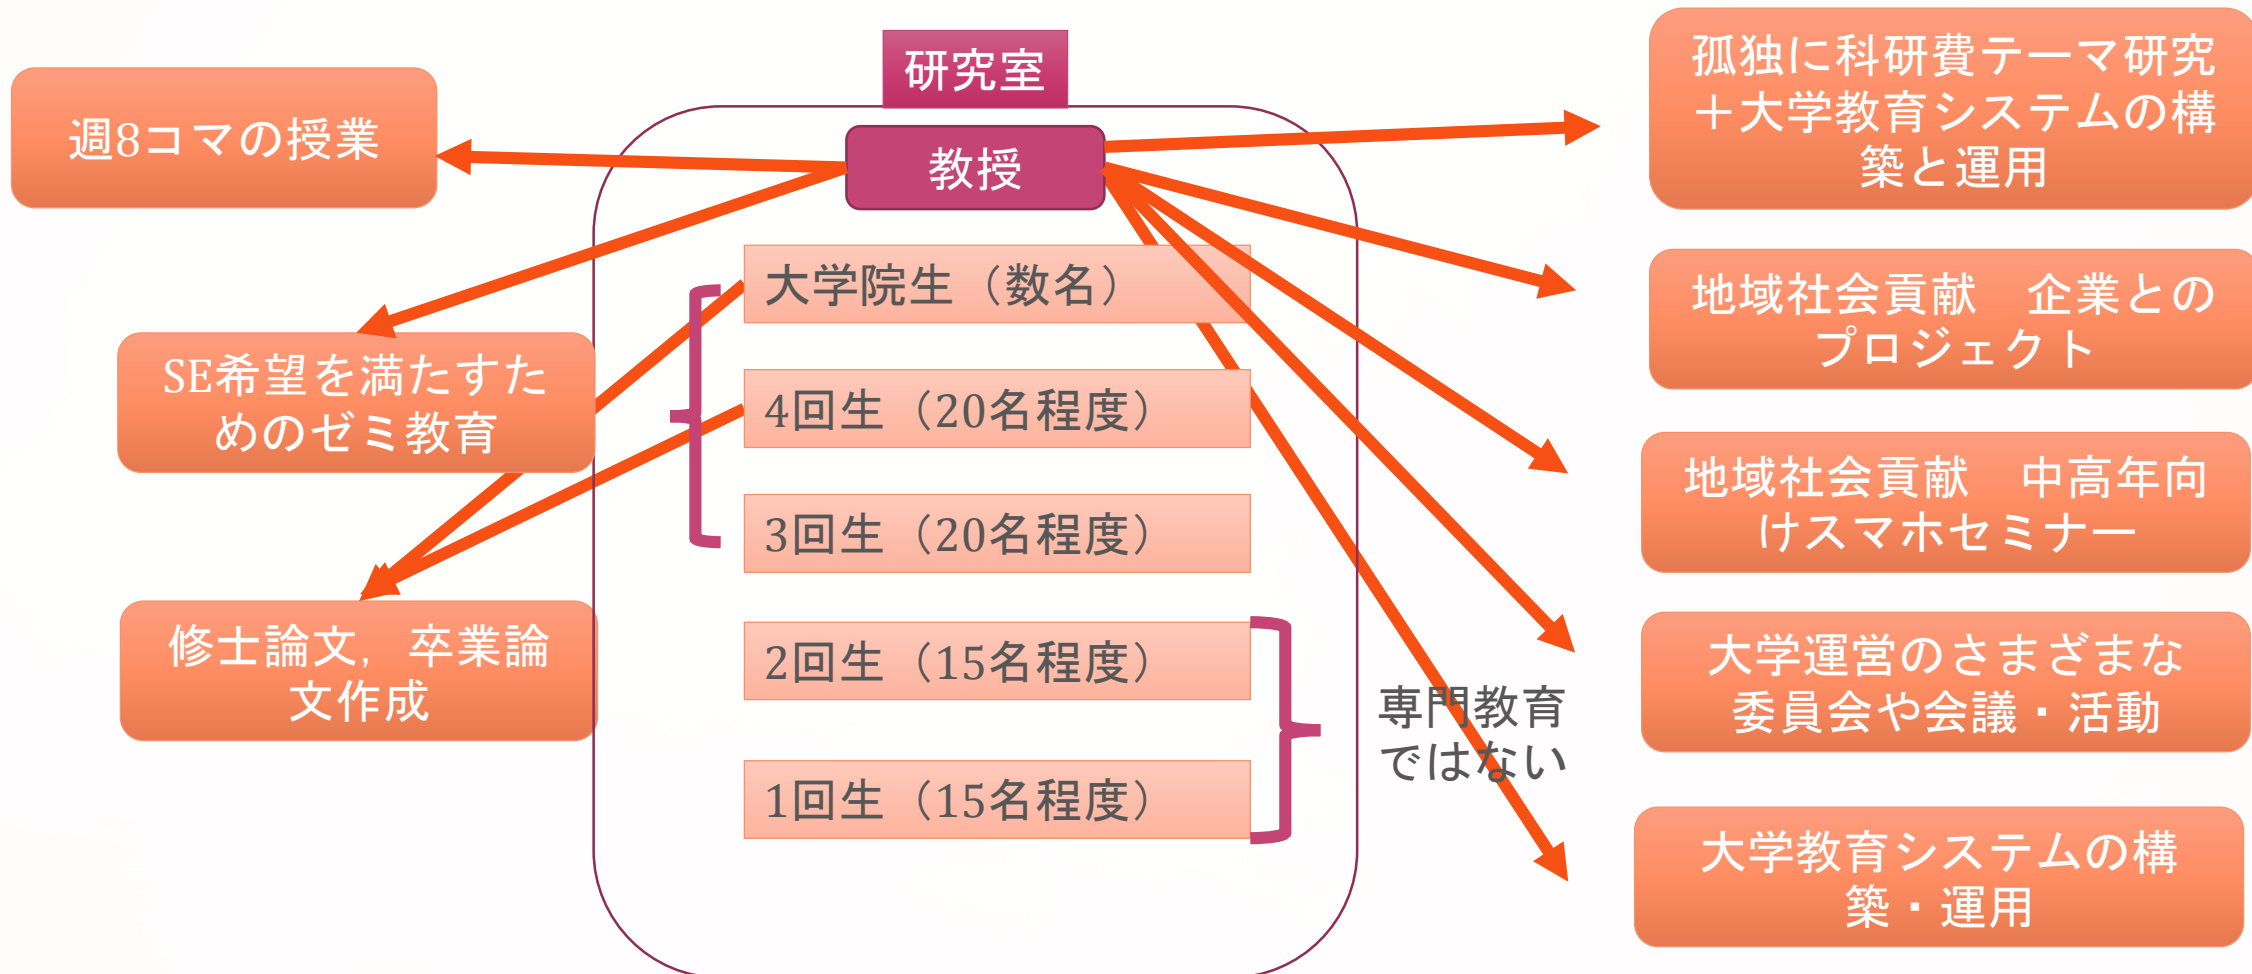 研究室
教授
週8コマの授業
SE希望を満たすため
めのゼミ教育
修士論文，卒業論
文作成
大学院生（数名）
4回生（20名程度）
3回生（20名程度）
2回生（15名程度）
1回生（15名程度）
専門教育
ではない
孤独に科研費テーマ研究
＋大学教育システムの構
築と運用
地域社会貢献　企業との
プロジェクト
地域社会貢献　中高年向
けスマホセミナー
大学運営のさまざまな
委員会や会議・活動
大学教育システムの構
築・運用